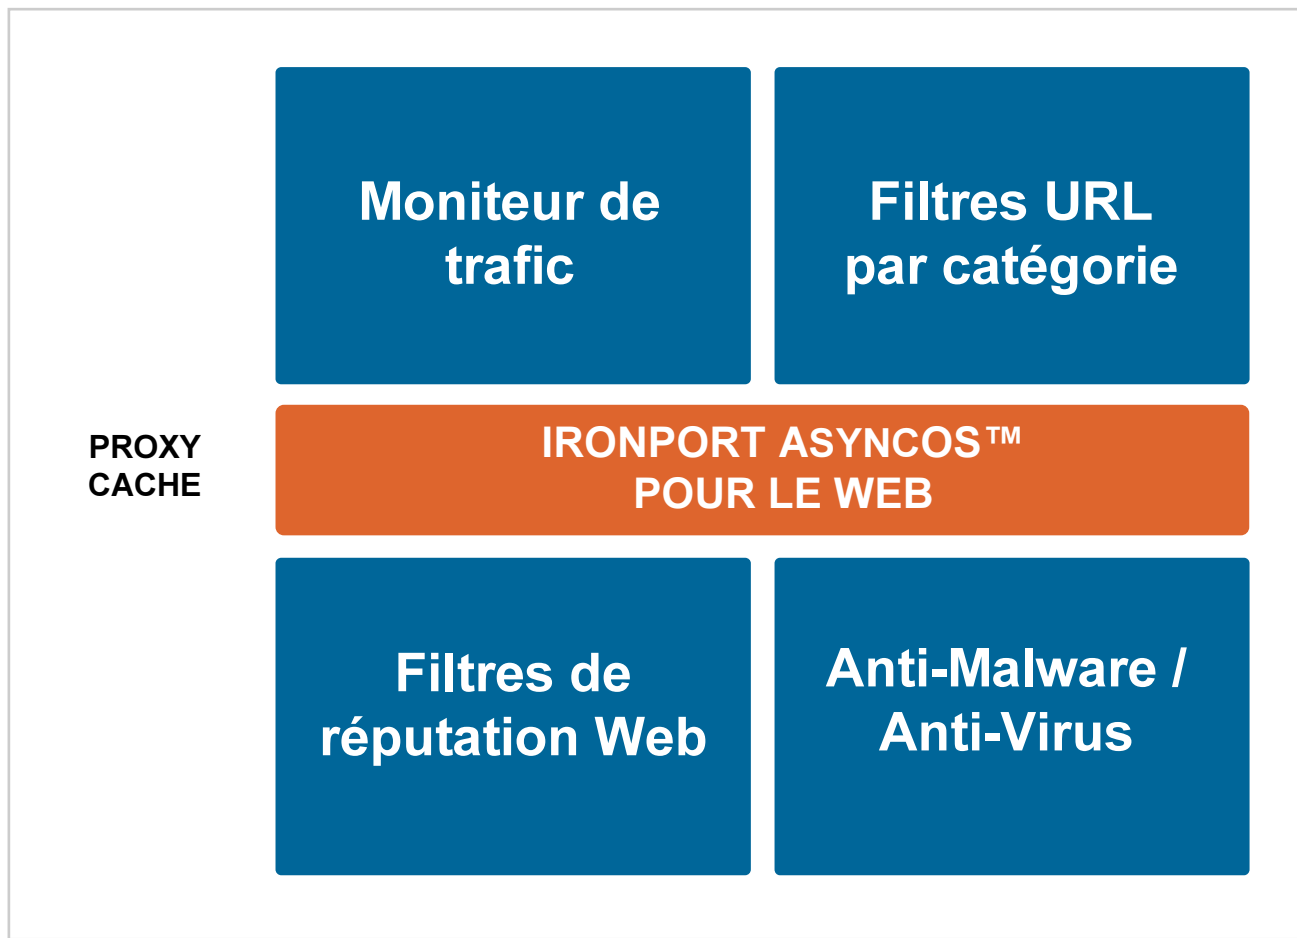 Moniteur de
trafic
Filtres URL
par catégorie
PROXY
CACHE
IRONPORT ASYNCOS™
POUR LE WEB
Filtres de
réputation Web
Anti-Malware /
Anti-Virus